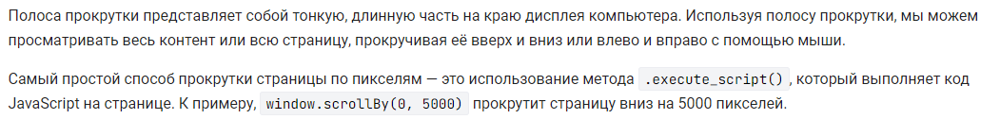 Полоса прокрутки представляет собой тонкую, длинную часть на краю дисплея компьютера. Используя полосу прокрутки, мы можем
просматривать весь контент или всю страницу, прокручивая её вверх и вниз или влево и вправо с помощью мыши.
Самый простой способ прокрутки страницы по пикселям — это использование метода .execute_script() , который выполняет код
JavaScript на странице. К примеру, window.scrollBy(0, 5000) прокрутит страницу вниз на 5000 пикселей.